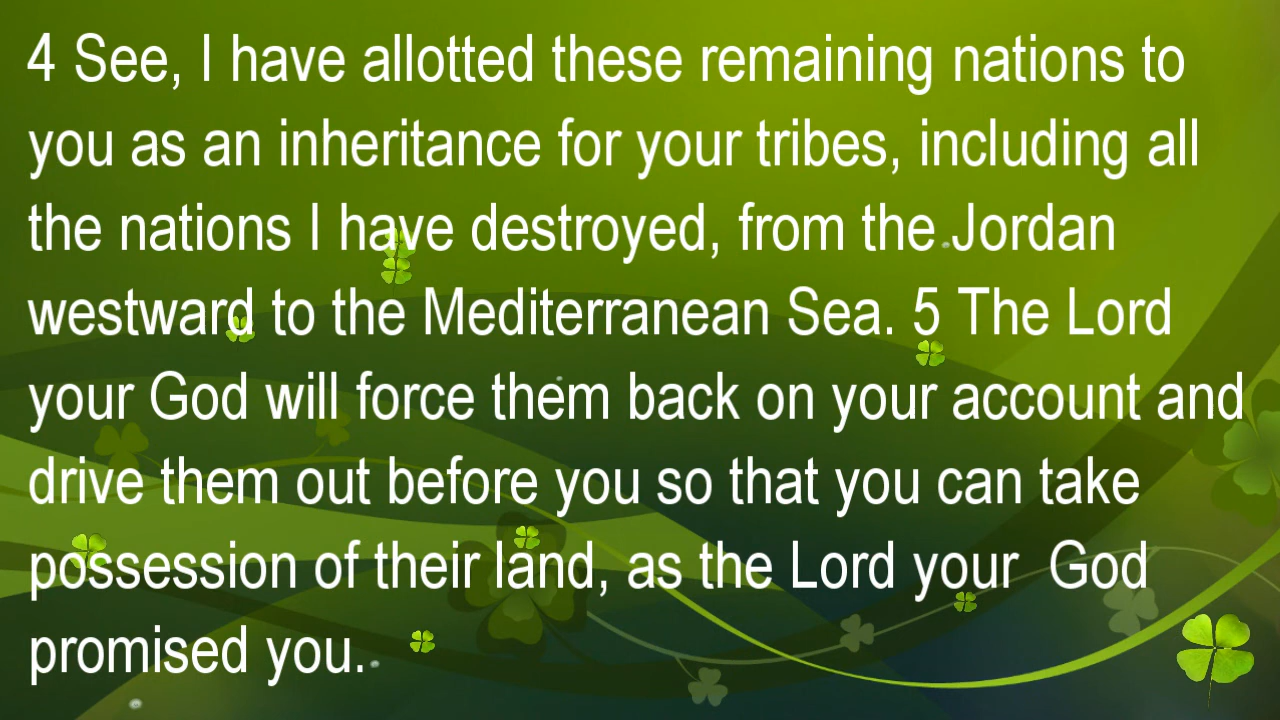 4 See, I have allotted these remaining nations to
you as an inheritance for your tribes, including all
the nations I have destroyed, from the Jordan
westward to the Mediterranean Sea. 5 The Lord
your God will force them back on your account and
drive them out before you so that you can take
possession of their land, as the Lord your  God
promised you.